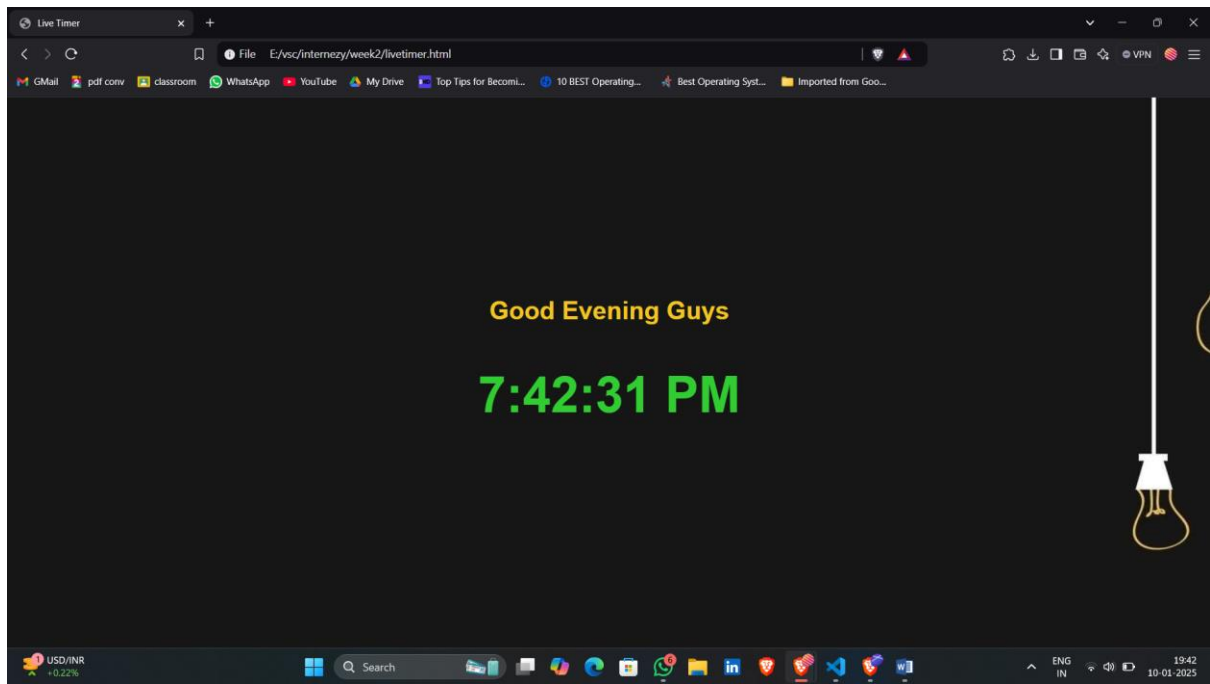 Live Timer
File E:/vsc/internezy/week2/livetimer.html
VPN
GMail pdf conv classroom WhatsApp YouTube My Drive Top Tips for Becomi... 10 BEST Operating... Best Operating Syst... Imported from Goo...
Good Evening Guys
7:42:31 PM
1 USD/INR
+0.22%
Search
6
ENG
IN
19:42
10-01-2025